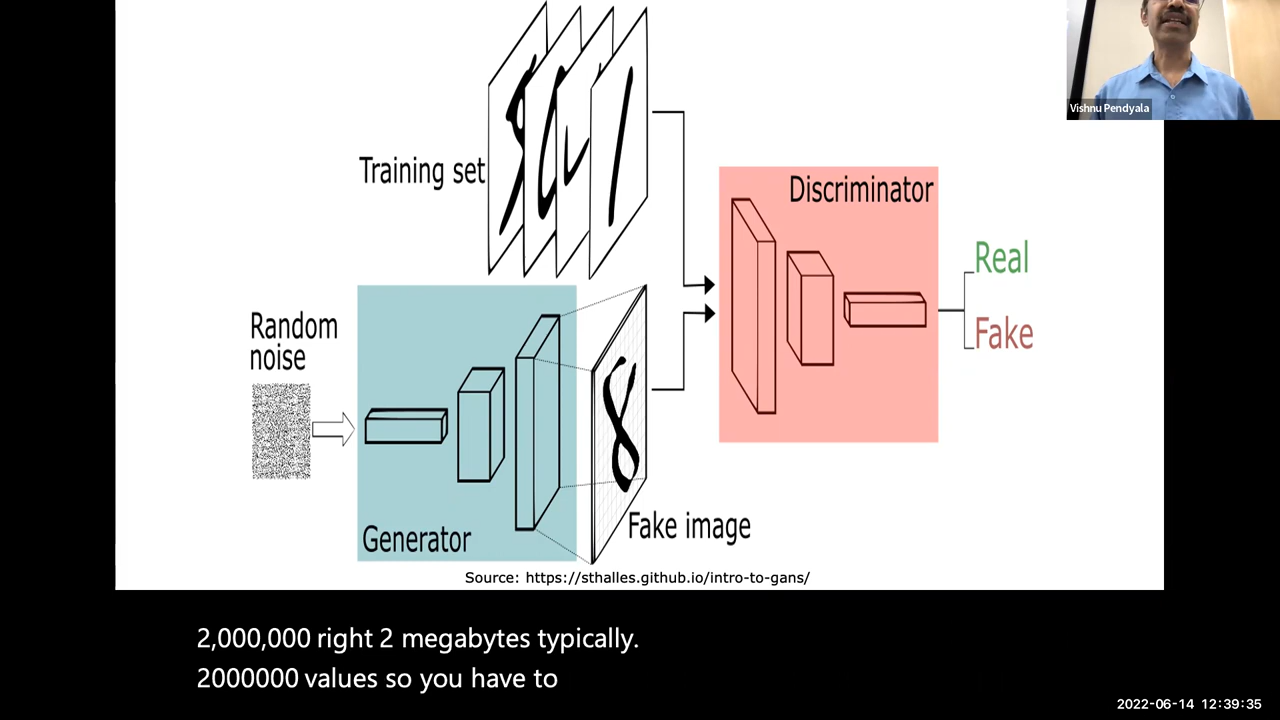 Vishnu Pendyala
Training set
Discriminator
Real
Fake
Random
noise
Generator
Fake image
Source: https://sthalles.github.io/intro-to-gans/
2,000,000 right 2 megabytes typically.
2000000 values so you have to
2022-06-14 12:39:35